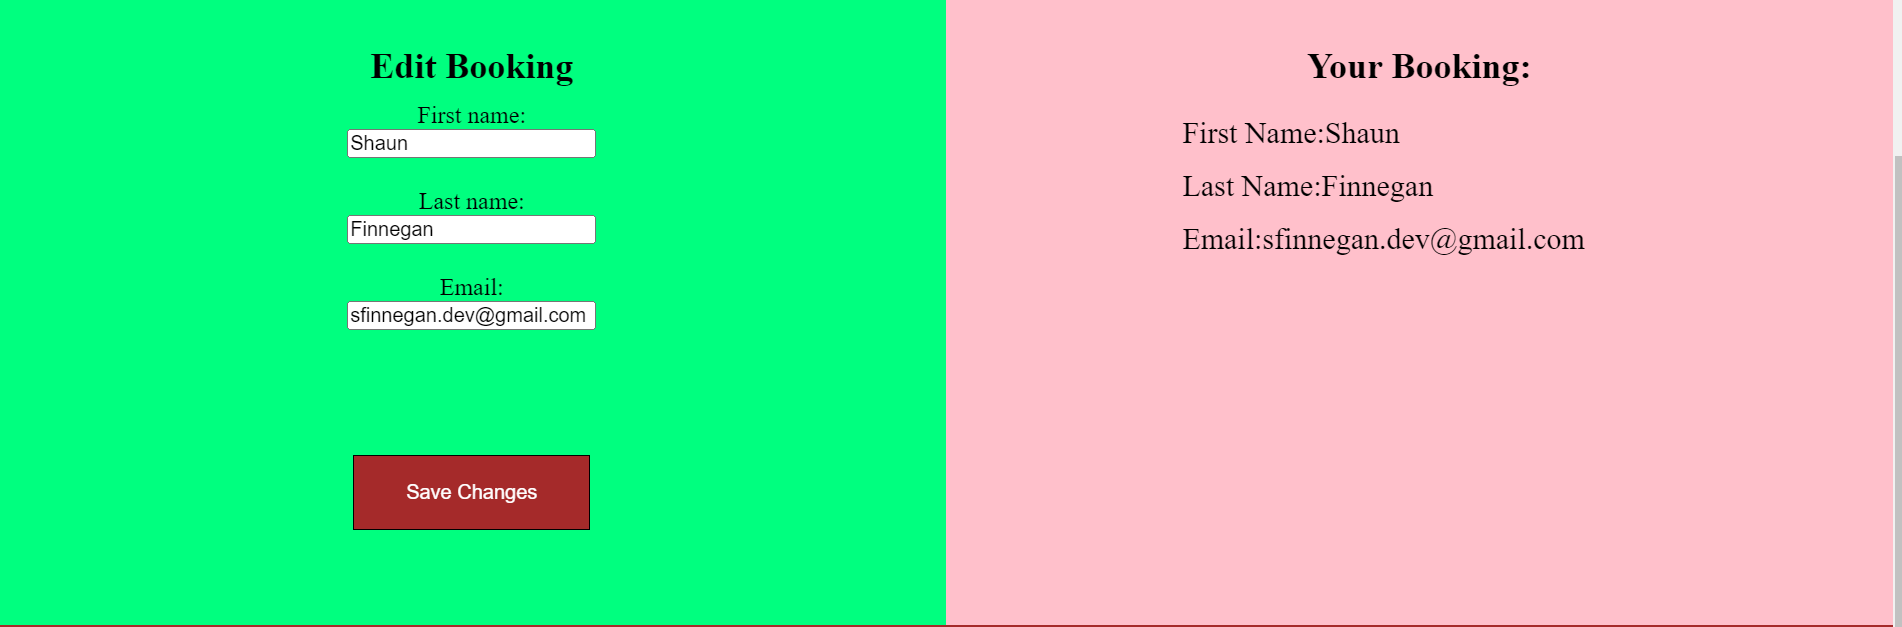 Edit Booking
First name:
Shaun
Last name:
Finnegan
Email:
sfinnegan.dev@gmail.com
Save Changes
Your Booking:
First Name:Shaun
Last Name:Finnegan
Email:sfinnegan.dev@gmail.com